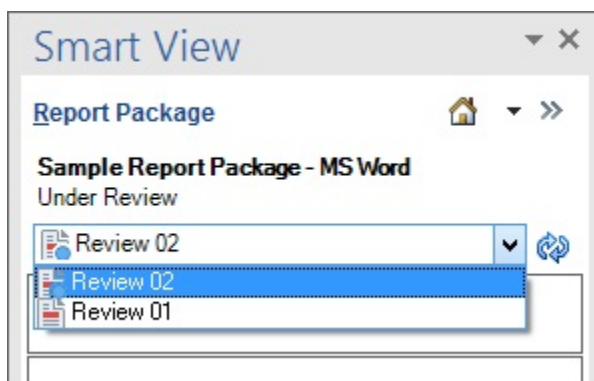 Smart View
Report Package
Sample Report Package - MS Word
Under Review
Review 02
Review 02
Review 01